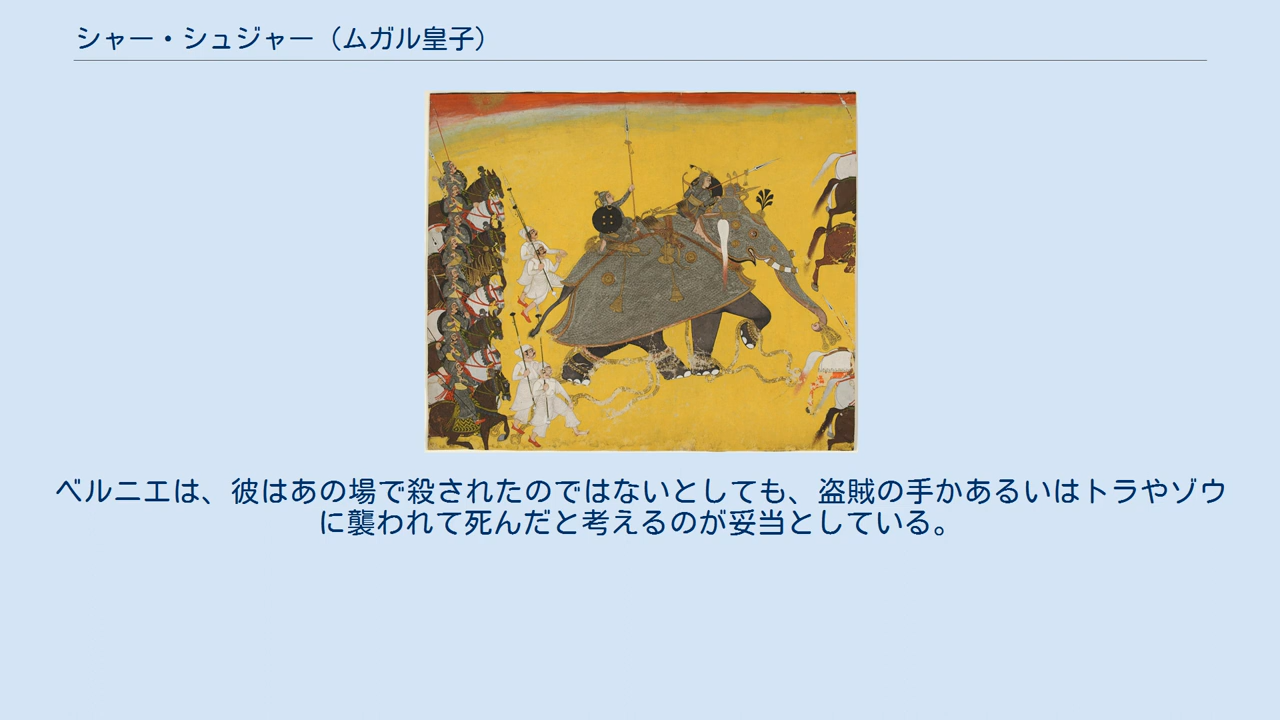 シャー・シュジャー（ムガル皇子）
ベルニエは、彼はあの場で殺されたのではないとしても、盗賊の手かあるいはトラやゾウ
に襲われて死んだと考えるのが妥当としている。